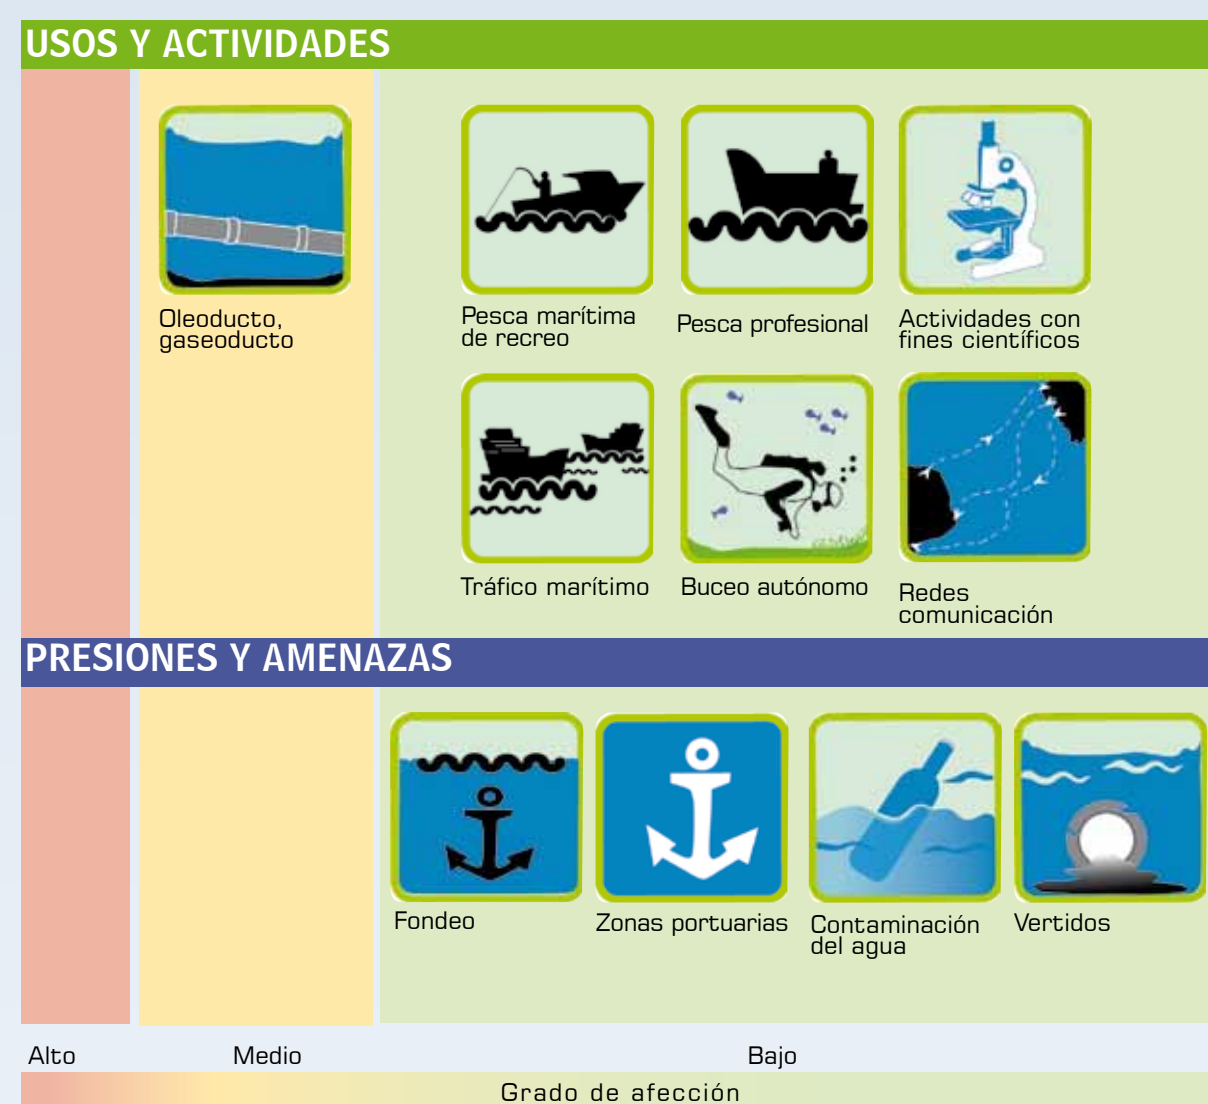 USOS Y ACTIVIDADES
Oleoducto,
gaseoducto
Pesca marítima
de recreo
Pesca profesional
Actividades con
fines científicos
Tráfico marítimo
Buceo autónomo
Redes
comunicación
PRESIONES Y AMENAZAS
Fondeo
Zonas portuarias
Contaminación
del agua
Vertidos
Alto
Medio
Bajo
Grado de afección